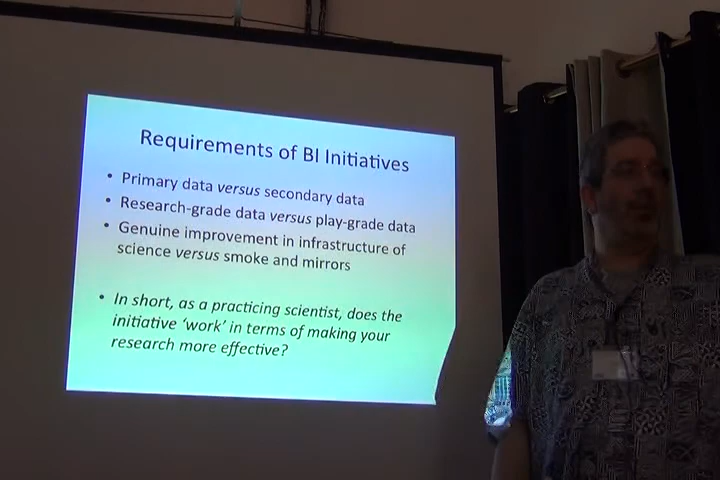 Requirements of BI Initiatives
• Primary data versus secondary data
• Research-grade data versus play-grade data
• Genuine improvement in infrastructure of
science versus smoke and mirrors
• In short, as a practicing scientist, does the
initiative ‘work’ in terms of making your
research more effective?